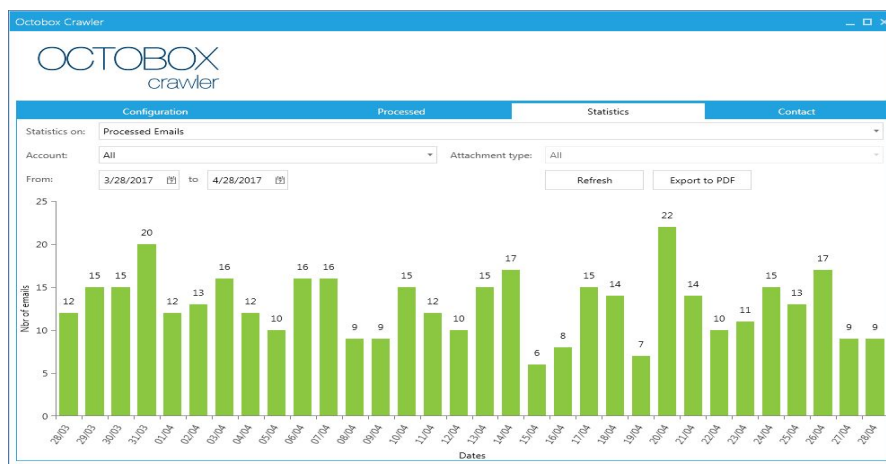 Octobox Crawler
OCTOBOX
crawler
Configuration Processed Statistics Contact
Statistics on: Processed Emails
Account: All Attachment type: All
From: 3/28/2017 to 4/28/2017 Refresh Export to PDF
25
20
15
10
5
0
Nbr of emails
12 15 15 20 12 13 16 12 10 16 16 9 9 15 12 10 15 17 6 8 15 14 7 22 14 10 11 15 13 17 9 9
28/03 29/03 30/03 31/03 01/04 02/04 03/04 04/04 05/04 06/04 07/04 08/04 09/04 10/04 11/04 12/04 13/04 14/04 15/04 16/04 17/04 18/04 19/04 20/04 21/04 22/04 23/04 24/04 25/04 26/04 27/04 28/04
Dates